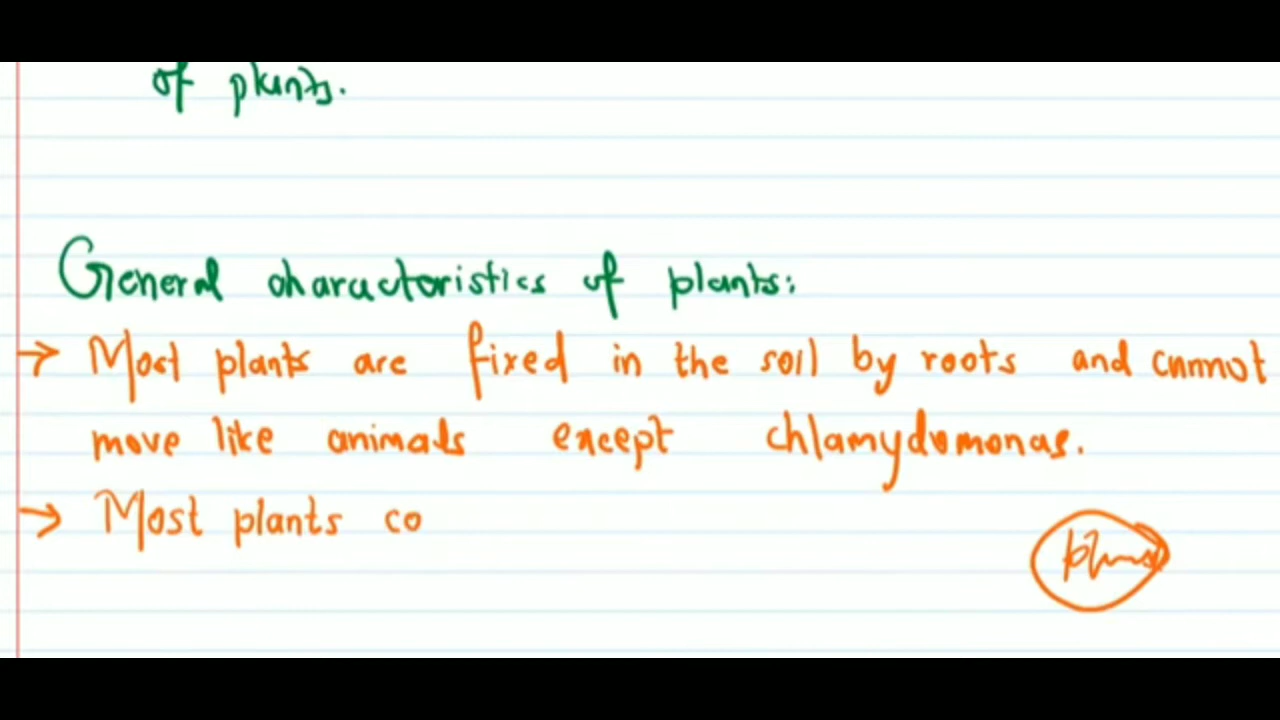 of plants.
General characteristics of plants:
→ Most plants are fixed in the soil by roots and cannot
move like animals except chlamydomonas.
→ Most plants co